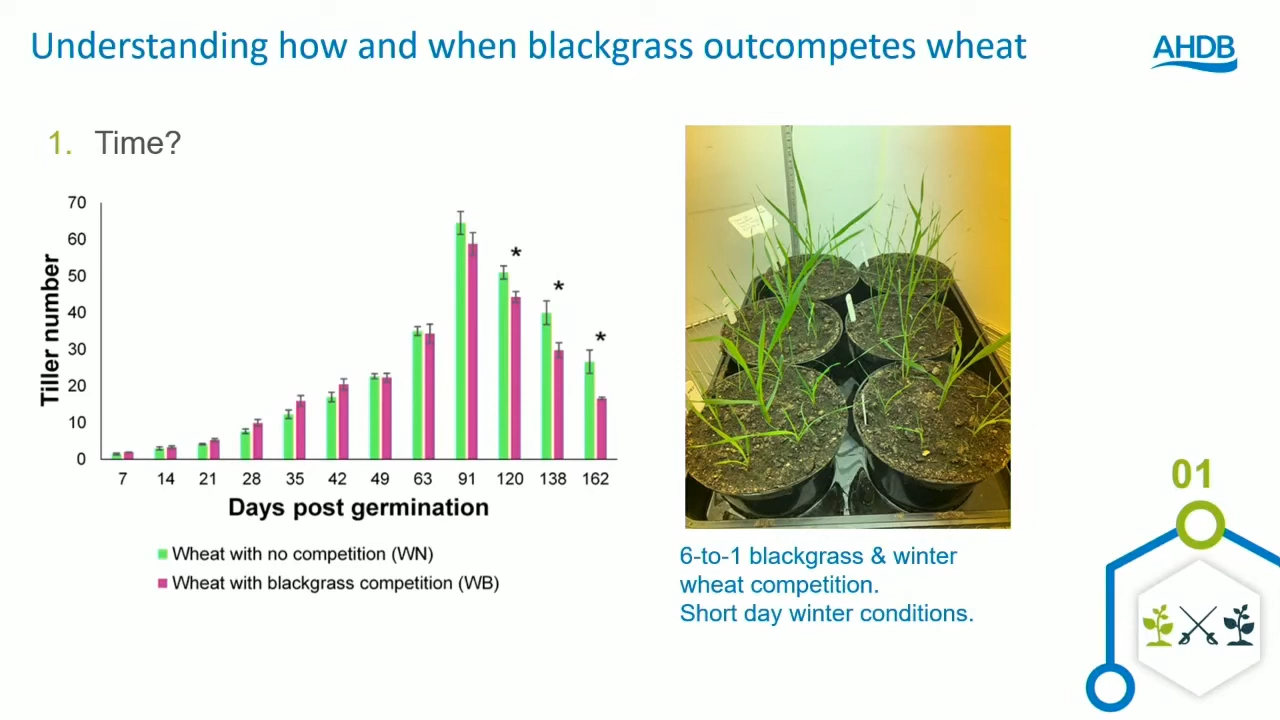 Understanding how and when blackgrass outcompetes wheat
AHDB
1. Time?
Tiller number
70
60
50
40
30
20
10
0
* * *
7 14 21 28 35 42 49 63 91 120 138 162
Days post germination
Wheat with no competition (WN)
Wheat with blackgrass competition (WB)
6-to-1 blackgrass & winter
wheat competition.
Short day winter conditions.
01